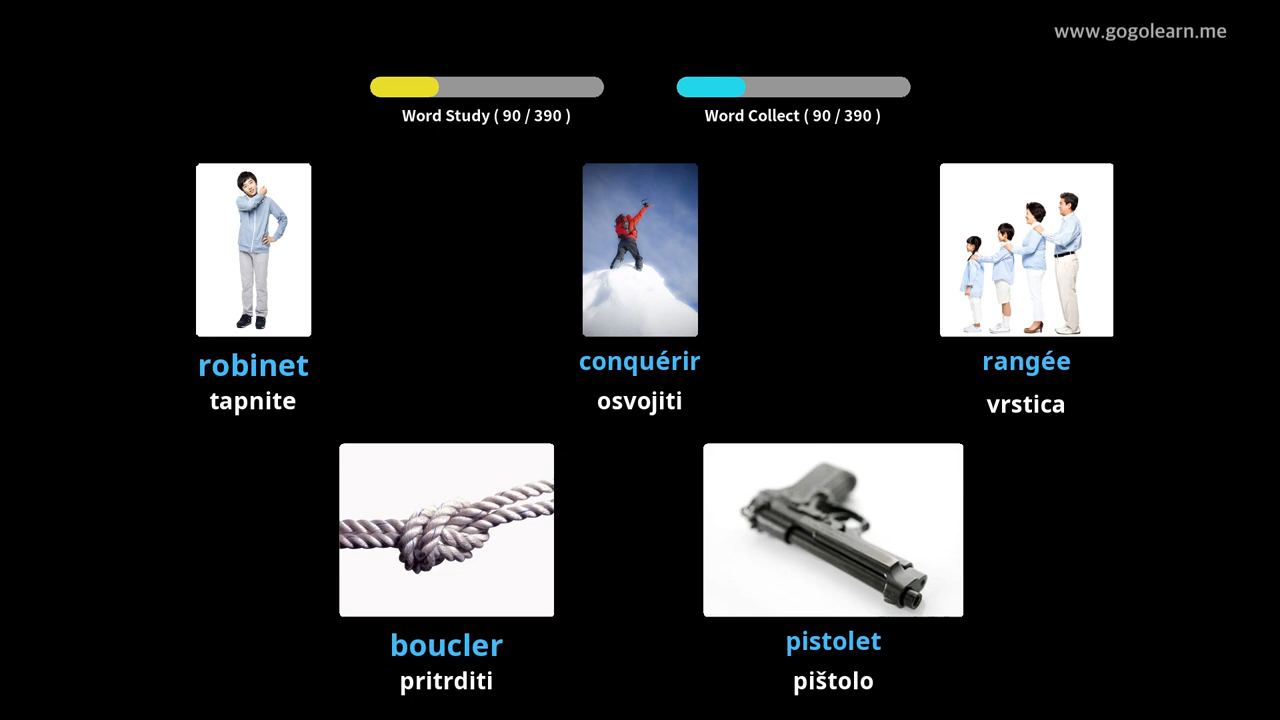 www.gogolearn.me
Word Study ( 90 / 390 )
Word Collect ( 90 / 390 )
robinet
tapnite
conquérir
osvojiti
rangée
vrstica
boucler
pritrditi
pistolet
pištolo